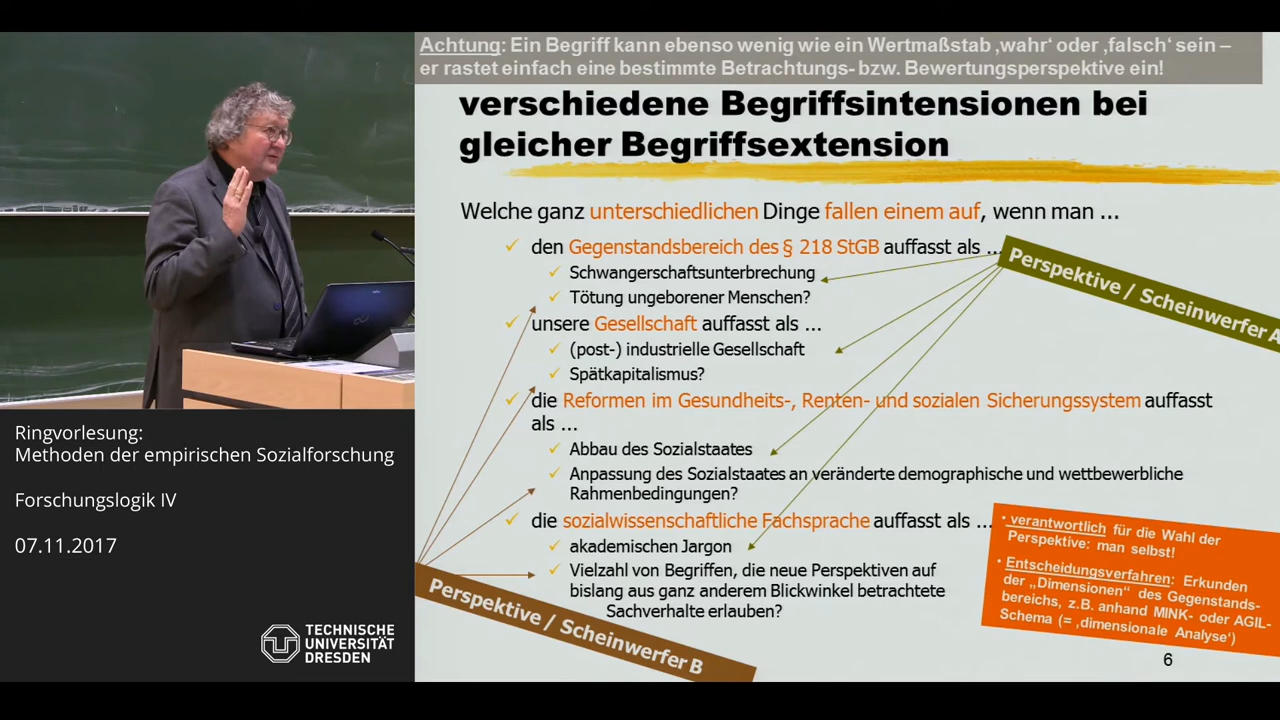 Achtung: Ein Begriff kann ebenso wenig wie ein Wertmaßstab ‚wahr‘ oder ‚falsch‘ sein –
er rastet einfach eine bestimmte Betrachtungs- bzw. Bewertungsperspektive ein!
verschiedene Begriffsintensionen bei
gleicher Begriffsextension
Welche ganz unterschiedlichen Dinge fallen einem auf, wenn man ...
den Gegenstandsbereich des § 218 StGB auffasst als ...
Schwangerschaftsunterbrechung
Tötung ungeborener Menschen?
unsere Gesellschaft auffasst als ...
(post-) industrielle Gesellschaft
Spätkapitalismus?
die Reformen im Gesundheits-, Renten- und sozialen Sicherungssystem auffasst
als ...
Abbau des Sozialstaates
Anpassung des Sozialstaates an veränderte demographische und wettbewerbliche
Rahmenbedingungen?
die sozialwissenschaftliche Fachsprache auffasst als ...
akademischen Jargon
Vielzahl von Begriffen, die neue Perspektiven auf
bislang aus ganz anderem Blickwinkel betrachtete
Sachverhalte erlauben?
Perspektive / Scheinwerfer A
Perspektive / Scheinwerfer B
• verantwortlich für die Wahl der
Perspektive: man selbst!
• Entscheidungsverfahren: Erkunden
der „Dimensionen” des Gegenstands-
bereichs, z.B. anhand MINK- oder AGIL-
Schema (= ‚dimensionale Analyse‘)
6
Ringvorlesung:
Methoden der empirischen Sozialforschung
Forschungslogik IV
07.11.2017
TECHNISCHE
UNIVERSITÄT
DRESDEN